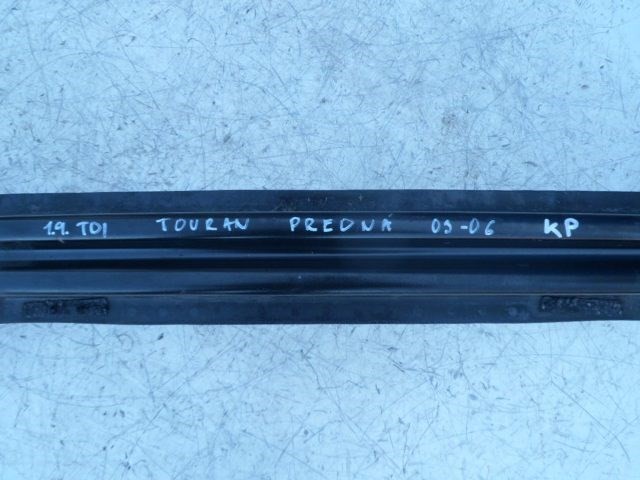 1.9. TDI TOURAN PREDNÁ 03-06 KP